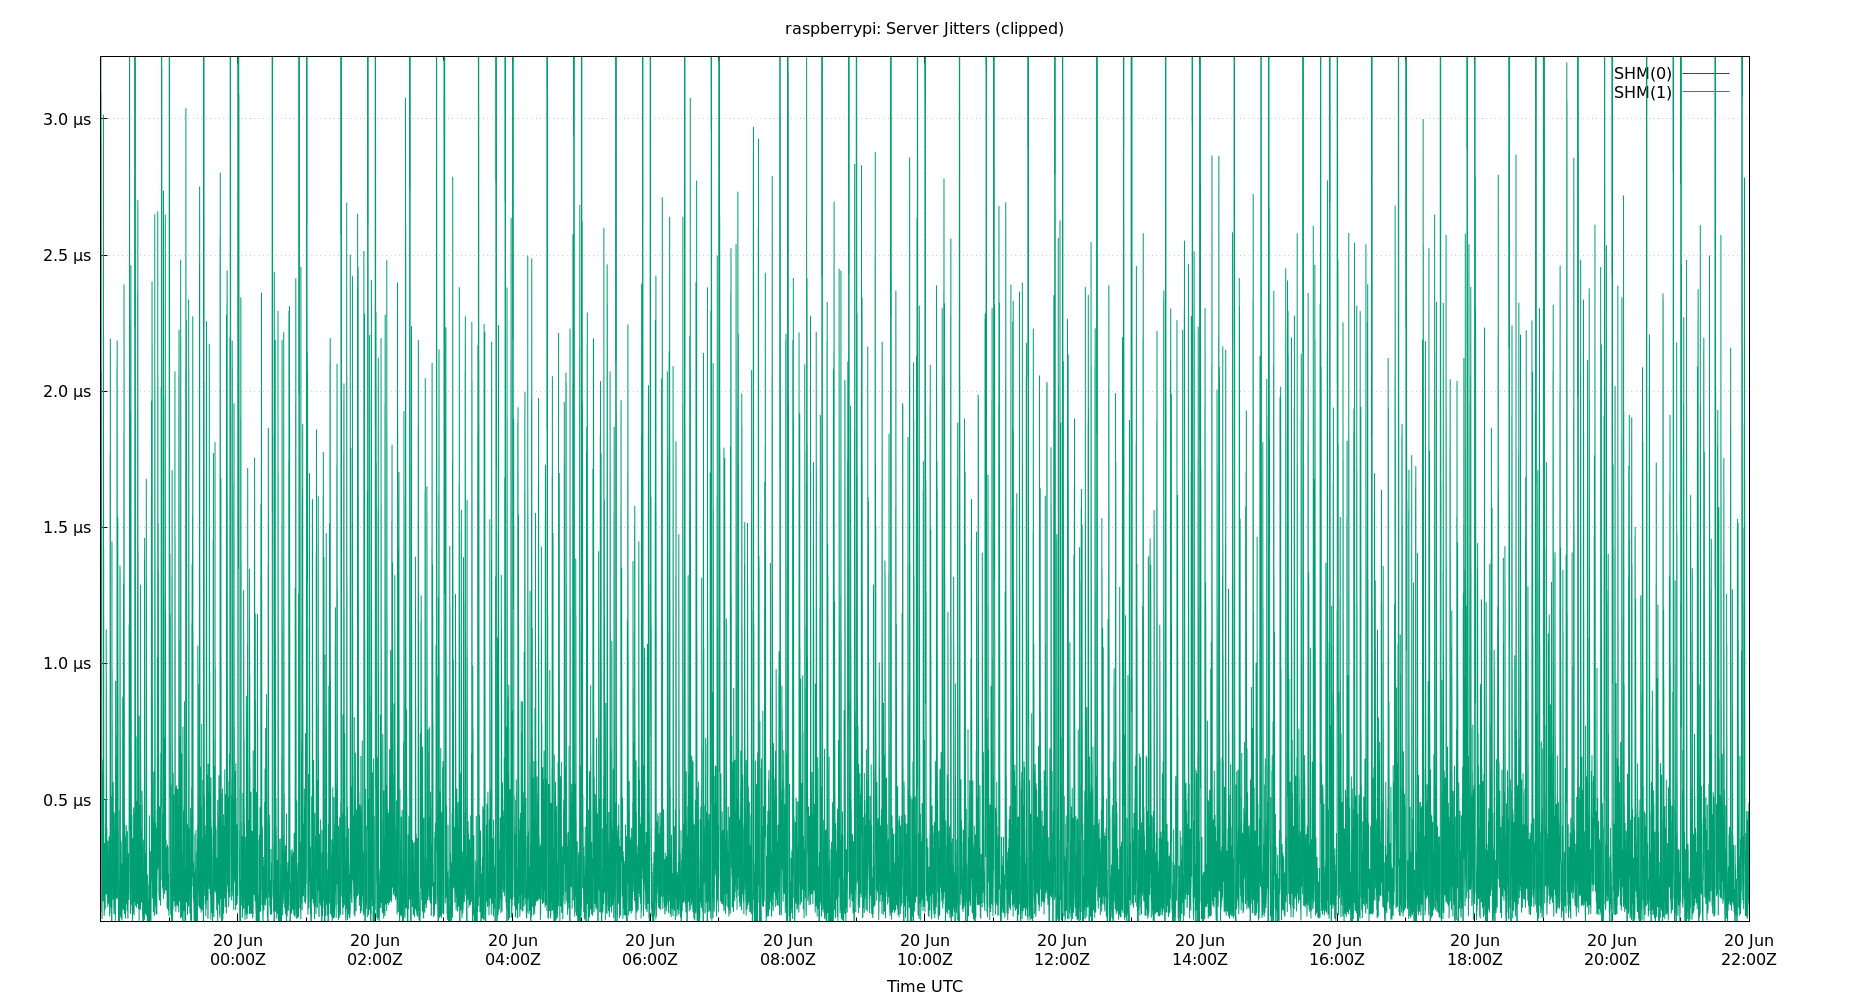 raspberrypi: Server Jitters (clipped)
SHM(0)
SHM(1)
3.0 µs
2.5 µs
2.0 µs
1.5 µs
1.0 µs
0.5 µs
20 Jun 20 Jun 20 Jun 20 Jun 20 Jun 20 Jun 20 Jun 20 Jun 20 Jun 20 Jun 20 Jun 20 Jun
00:00Z 02:00Z 04:00Z 06:00Z 08:00Z 10:00Z 12:00Z 14:00Z 16:00Z 18:00Z 20:00Z 22:00Z
Time UTC